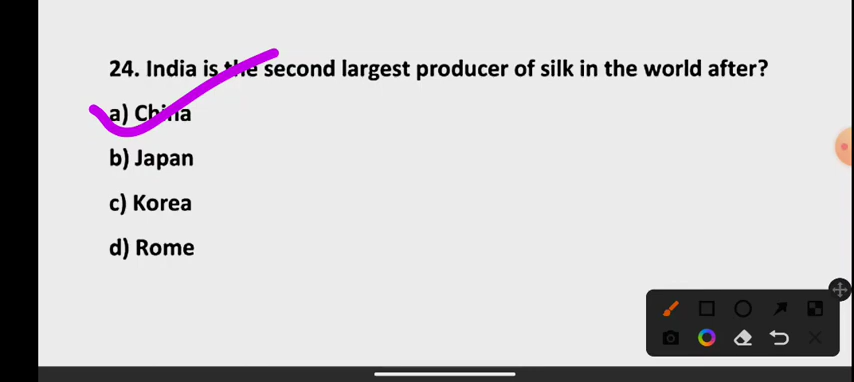 24. India is the second largest producer of silk in the world after?
a) China
b) Japan
c) Korea
d) Rome